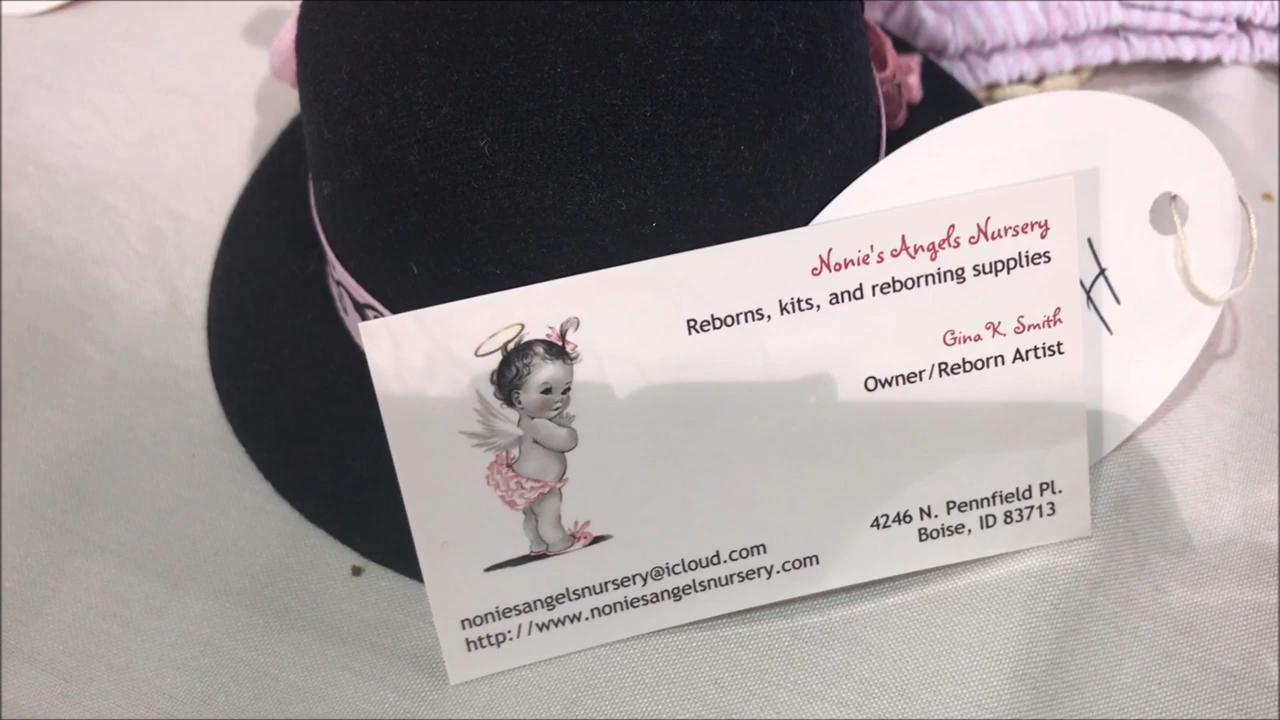 Nonie's Angels Nursery
Reborns, kits, and reborning supplies
Gina K. Smith
Owner/Reborn Artist
4246 N. Pennfield Pl.
Boise, ID 83713
noniesangelsnursery@icloud.com
http://www.noniesangelsnursery.com
H